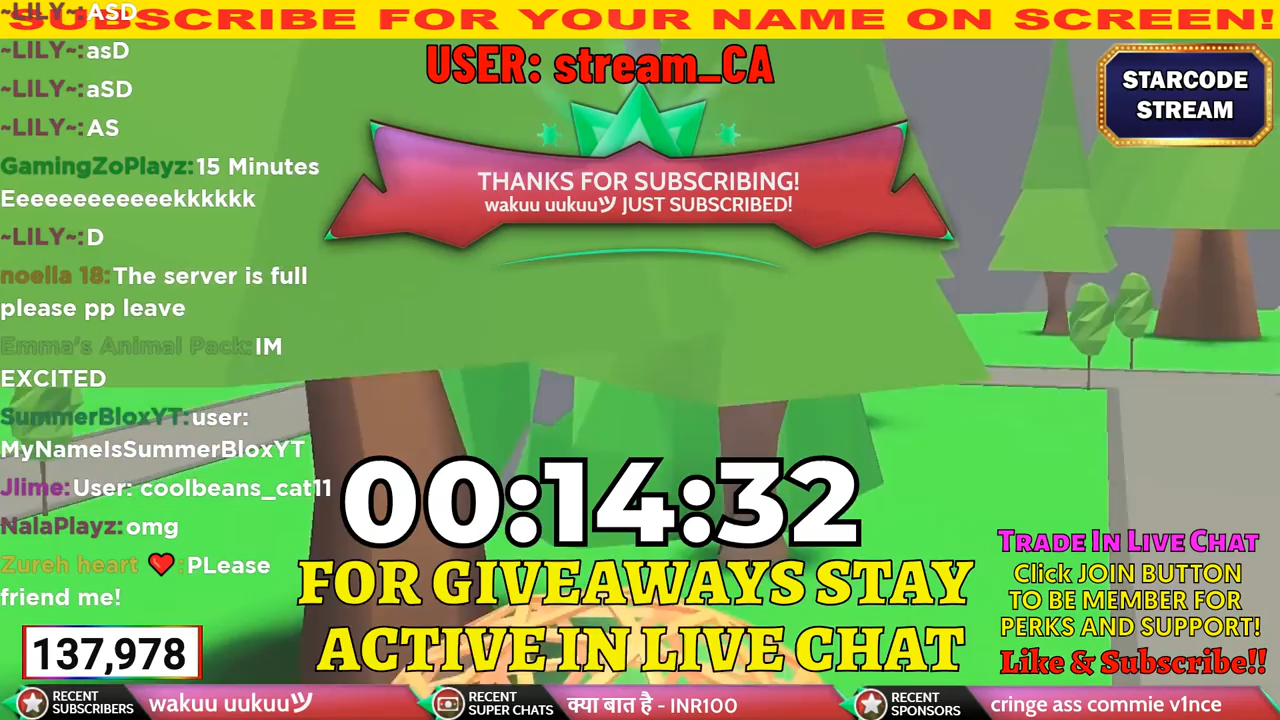 SUBSCRIBE FOR YOUR NAME ON SCREEN!
~LILY~: ASD
~LILY~: asD
~LILY~: aSD
~LILY~: AS
GamingZoPlayz: 15 Minutes
Eeeeeeeeeeeekkkkkk
~LILY~: D
noella 18: The server is full
please pp leave
Emma's Animal Pack: IM
EXCITED
SummerBloxYT: user:
MyNameIsSummerBloxYT
Jlime: User: coolbeans_cat11
NalaPlayz: omg
Zureh heart ❤: PLease
friend me!
137,978
USER: stream_CA
THANKS FOR SUBSCRIBING!
wakuu uukuuツ JUST SUBSCRIBED!
STARCODE
STREAM
00:14:32
FOR GIVEAWAYS STAY
ACTIVE IN LIVE CHAT
TRADE IN LIVE CHAT
Click JOIN BUTTON
TO BE MEMBER FOR
PERKS AND SUPPORT!
Like & Subscribe!!
RECENT
SUBSCRIBERS
wakuu uukuuツ
RECENT
SUPER CHATS
क्या बात है - INR100
RECENT
SPONSORS
cringe ass commie v1nce